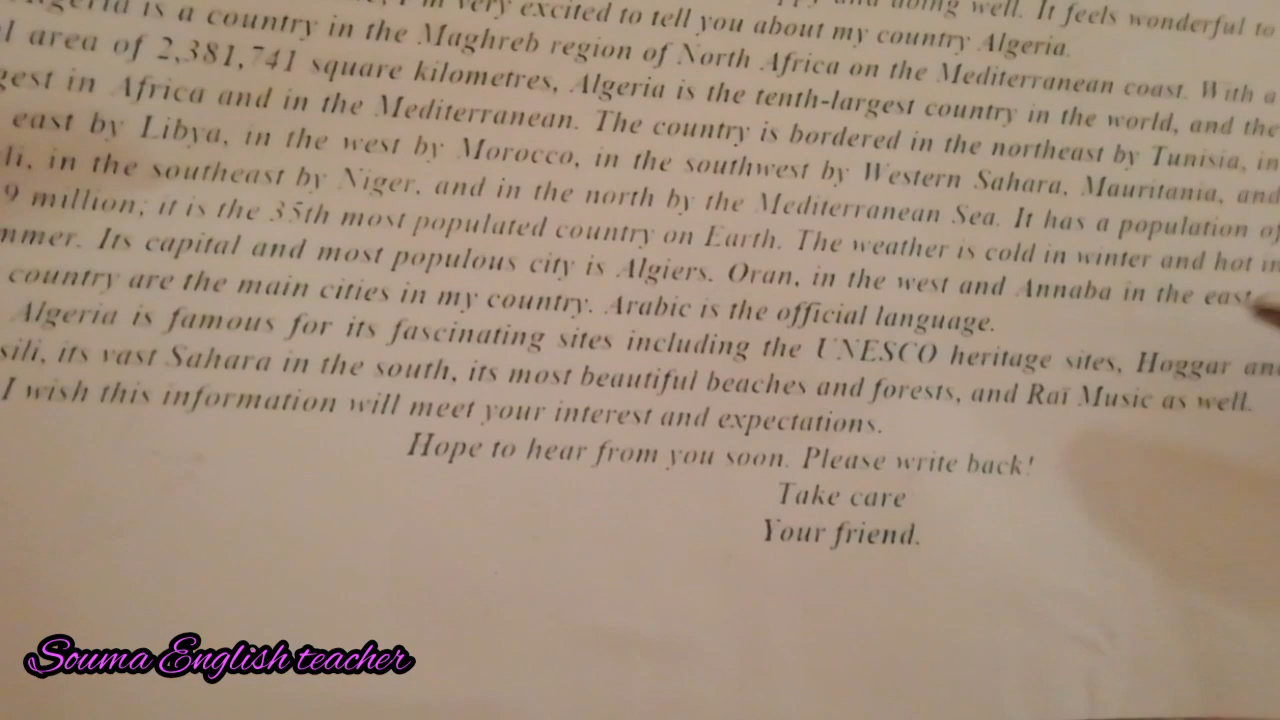 I'm very excited to tell you about my country Algeria. and doing well. It feels wonderful to
is a country in the Maghreb region of North Africa on the Mediterranean coast. With a
area of 2,381,741 square kilometres, Algeria is the tenth-largest country in the world, and the
in Africa and in the Mediterranean. The country is bordered in the northeast by Tunisia, in
east by Libya, in the west by Morocco, in the southwest by Western Sahara, Mauritania, and
in the southeast by Niger, and in the north by the Mediterranean Sea. It has a population of
9 million; it is the 35th most populated country on Earth. The weather is cold in winter and hot in
Its capital and most populous city is Algiers. Oran, in the west and Annaba in the east
country are the main cities in my country. Arabic is the official language.
Algeria is famous for its fascinating sites including the UNESCO heritage sites, Hoggar and
its vast Sahara in the south, its most beautiful beaches and forests, and Raï Music as well.
I wish this information will meet your interest and expectations.
Hope to hear from you soon. Please write back!
Take care
Your friend.
Souma English teacher